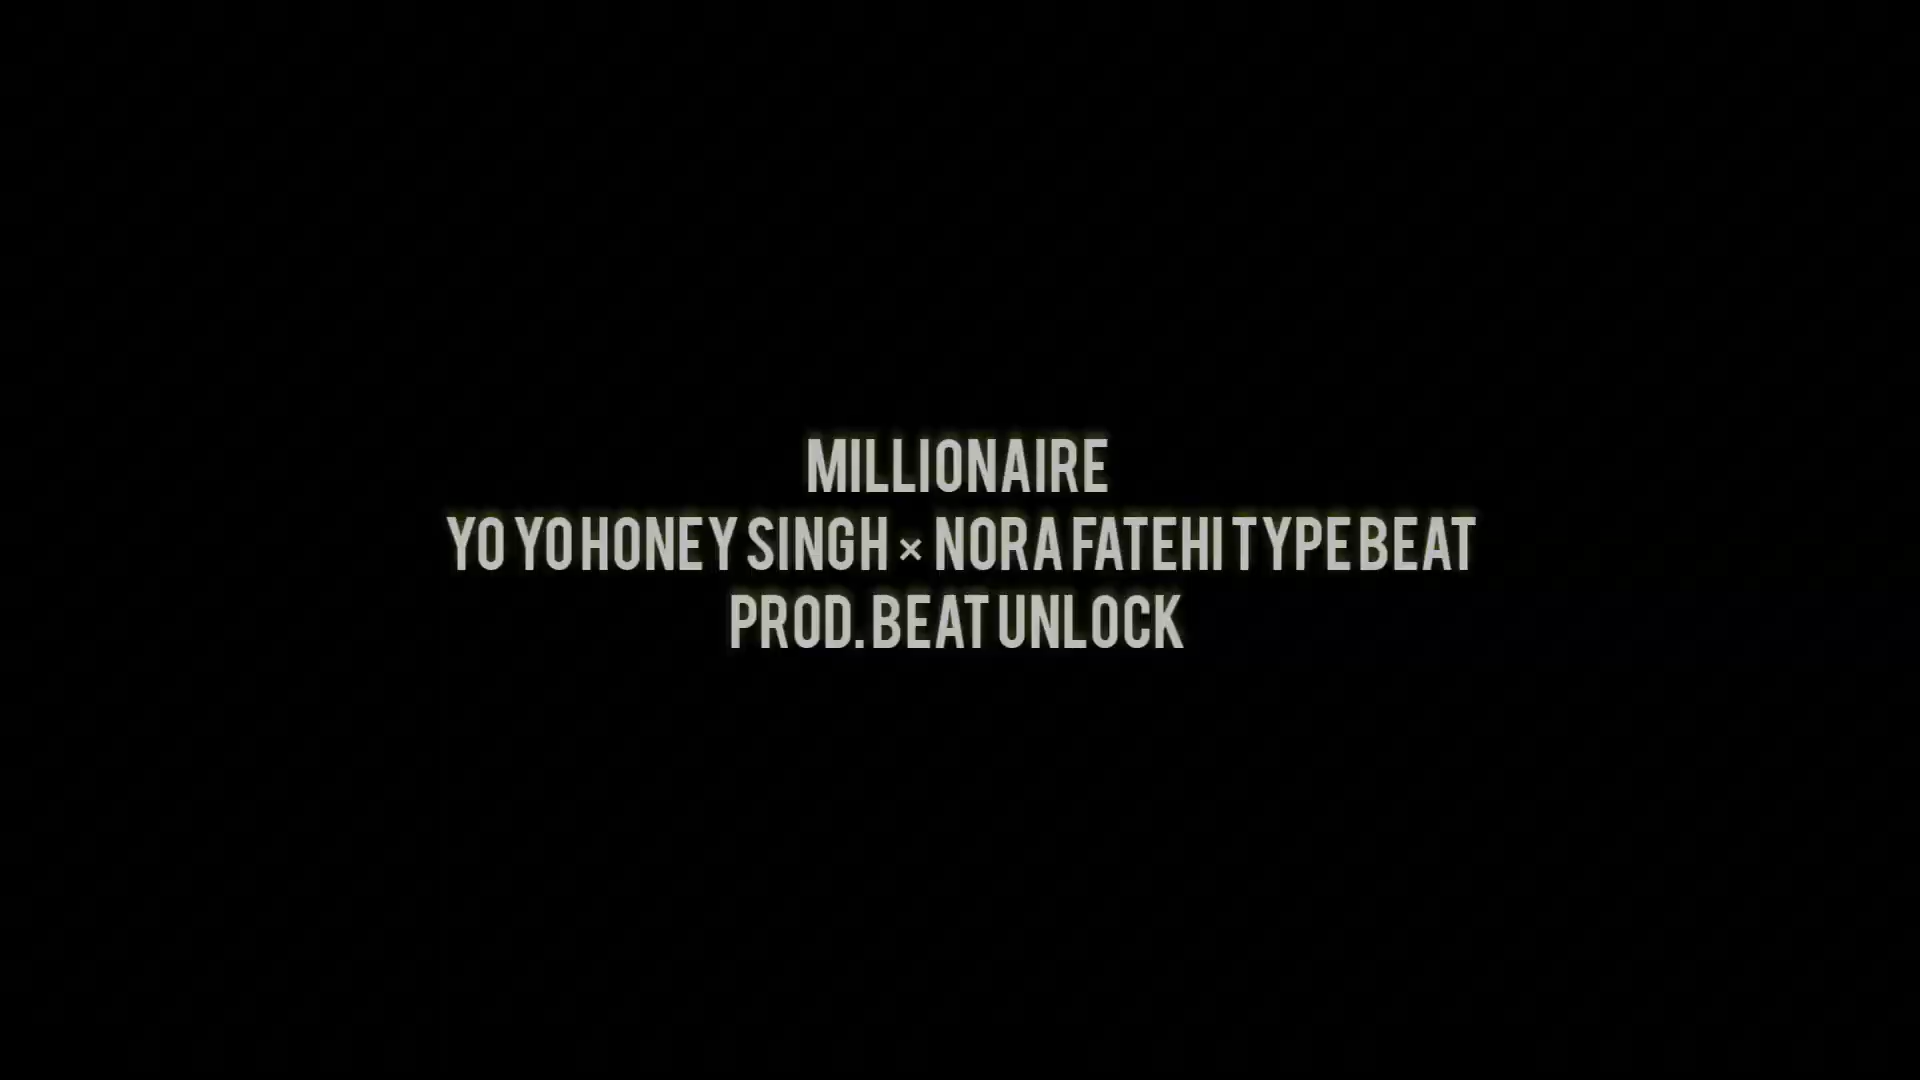 MILLIONAIRE
YO YO HONEY SINGH × NORA FATEHI TYPE BEAT
PROD. BEAT UNLOCK